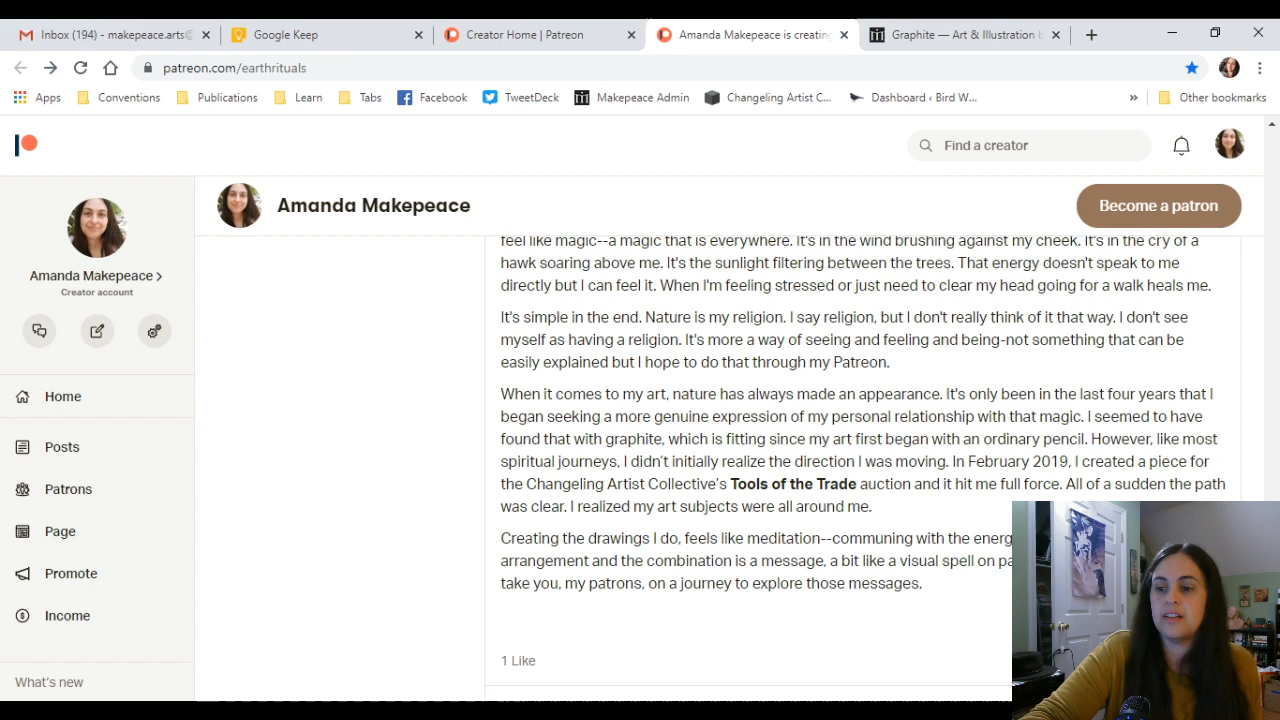 Inbox (194) - makepeace.arts@
Google Keep
Creator Home | Patreon
Amanda Makepeace is creating
Graphite — Art & Illustration b
patreon.com/earthrituals
Apps
Conventions
Publications
Learn
Tabs
Facebook
TweetDeck
Makepeace Admin
Changeling Artist C...
Dashboard ‹ Bird W...
»
Other bookmarks
Find a creator
Amanda Makepeace
Become a patron
Amanda Makepeace
Creator account
Home
Posts
Patrons
Page
Promote
Income
What's new
feel like magic--a magic that is everywhere. It's in the wind brushing against my cheek. It's in the cry of a
hawk soaring above me. It's the sunlight filtering between the trees. That energy doesn't speak to me
directly but I can feel it. When I'm feeling stressed or just need to clear my head going for a walk heals me.
It's simple in the end. Nature is my religion. I say religion, but I don't really think of it that way. I don't see
myself as having a religion. It's more a way of seeing and feeling and being-not something that can be
easily explained but I hope to do that through my Patreon.
When it comes to my art, nature has always made an appearance. It's only been in the last four years that I
began seeking a more genuine expression of my personal relationship with that magic. I seemed to have
found that with graphite, which is fitting since my art first began with an ordinary pencil. However, like most
spiritual journeys, I didn't initially realize the direction I was moving. In February 2019, I created a piece for
the Changeling Artist Collective's Tools of the Trade auction and it hit me full force. All of a sudden the path
was clear. I realized my art subjects were all around me.
Creating the drawings I do, feels like meditation--communing with the energ
arrangement and the combination is a message, a bit like a visual spell on pa
take you, my patrons, on a journey to explore those messages.
1 Like